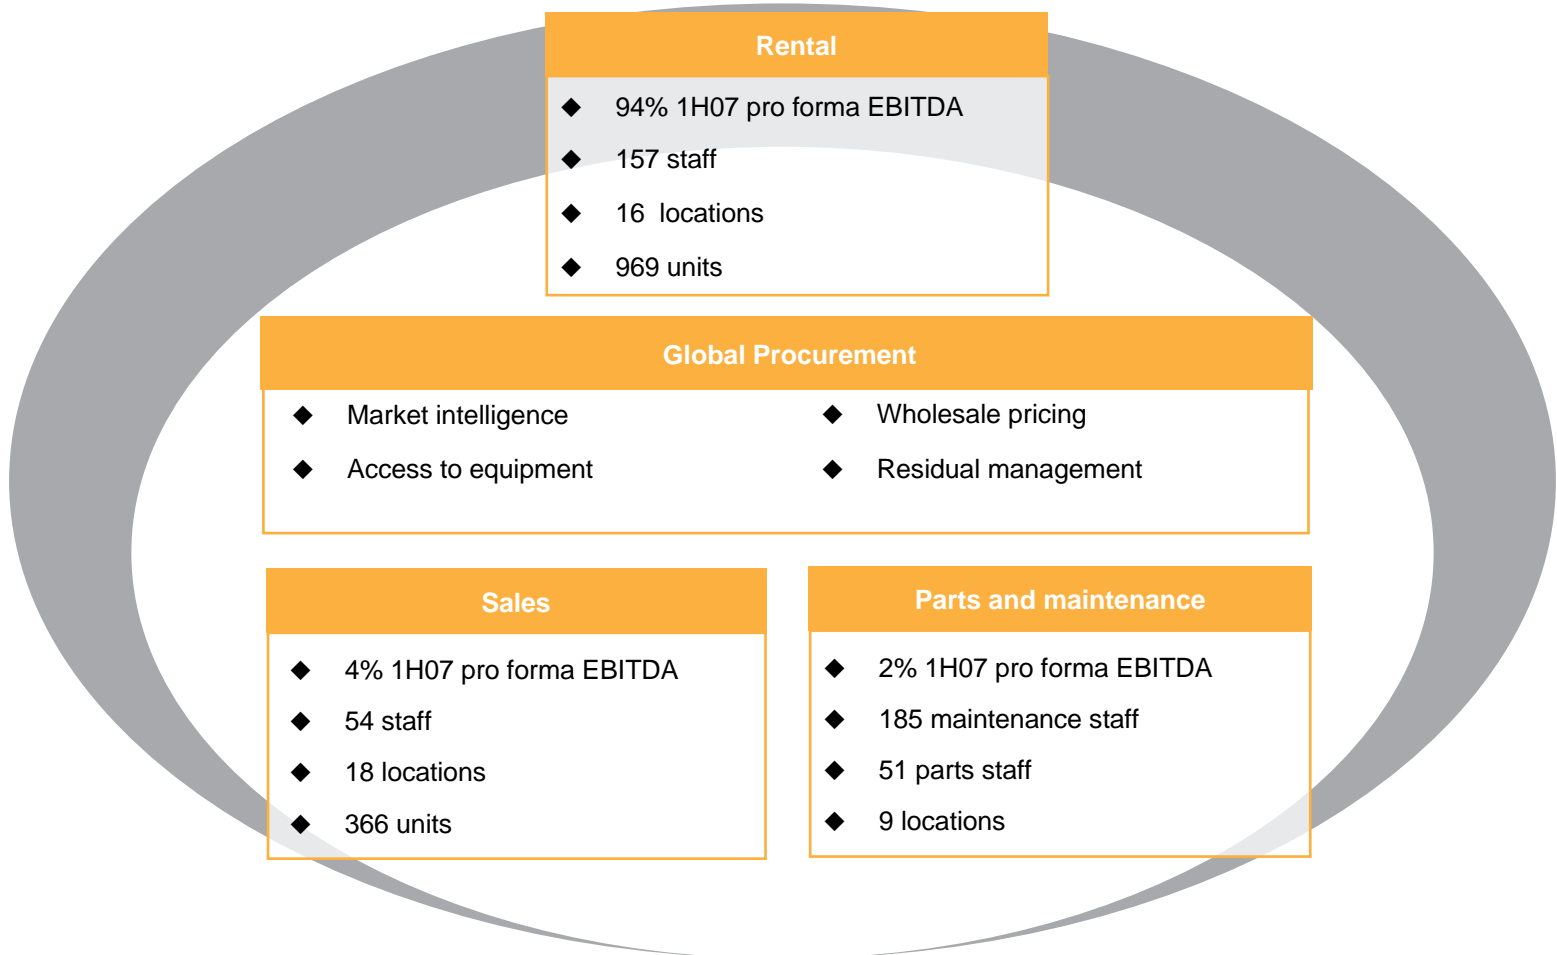 Rental
◆ 94% 1H07 pro forma EBITDA
◆ 157 staff
◆ 16 locations
◆ 969 units
Global Procurement
◆ Market intelligence
◆ Access to equipment
◆ Wholesale pricing
◆ Residual management
Sales
◆ 4% 1H07 pro forma EBITDA
◆ 54 staff
◆ 18 locations
◆ 366 units
Parts and maintenance
◆ 2% 1H07 pro forma EBITDA
◆ 185 maintenance staff
◆ 51 parts staff
◆ 9 locations